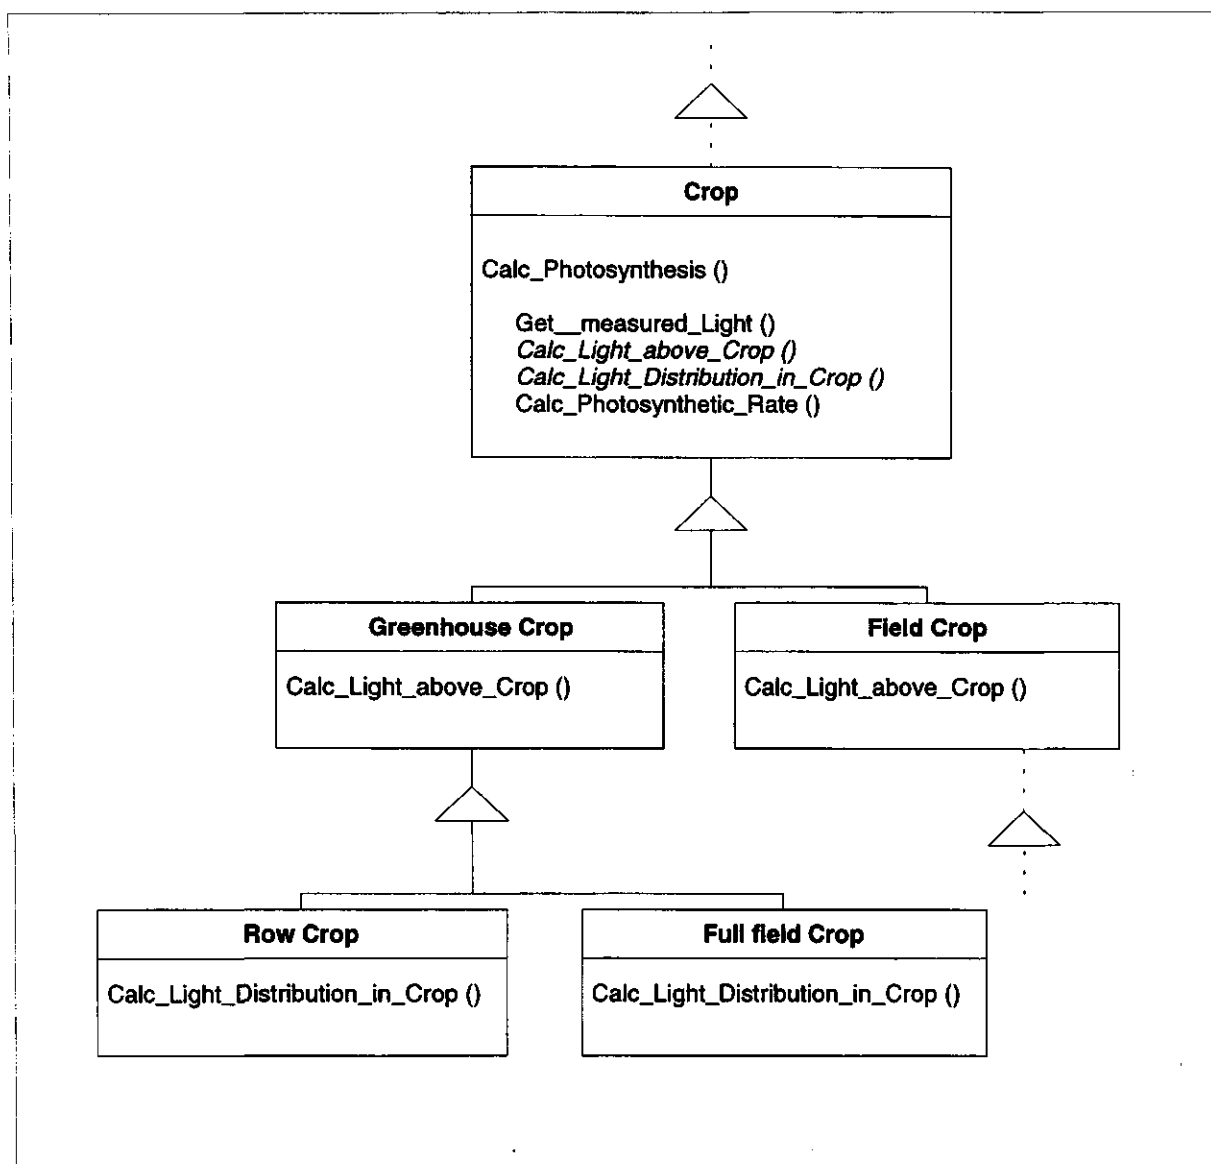 Crop
Calc_Photosynthesis ()
Get__measured_Light ()
Calc_Light_above_Crop ()
Calc_Light_Distribution_in_Crop ()
Calc_Photosynthetic_Rate ()
Greenhouse Crop
Calc_Light_above_Crop ()
Field Crop
Calc_Light_above_Crop ()
Row Crop
Calc_Light_Distribution_in_Crop ()
Full field Crop
Calc_Light_Distribution_in_Crop ()